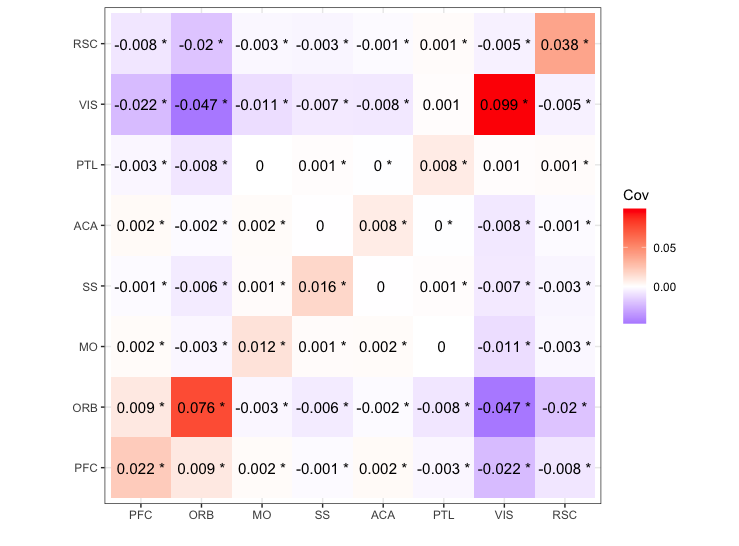 RSC -0.008 * -0.02 * -0.003 * -0.003 * -0.001 * 0.001 * -0.005 * 0.038 *
VIS -0.022 * -0.047 * -0.011 * -0.007 * -0.008 * 0.001 0.099 * -0.005 *
PTL -0.003 * -0.008 * 0 0.001 * 0 * 0.008 * 0.001 0.001 *
ACA 0.002 * -0.002 * 0.002 * 0 0.008 * 0 * -0.008 * -0.001 *
SS -0.001 * -0.006 * 0.001 * 0.016 * 0 0.001 * -0.007 * -0.003 *
MO 0.002 * -0.003 * 0.012 * 0.001 * 0.002 * 0 -0.011 * -0.003 *
ORB 0.009 * 0.076 * -0.003 * -0.006 * -0.002 * -0.008 * -0.047 * -0.02 *
PFC 0.022 * 0.009 * 0.002 * -0.001 * 0.002 * -0.003 * -0.022 * -0.008 *
PFC ORB MO SS ACA PTL VIS RSC
Cov
0.05
0.00